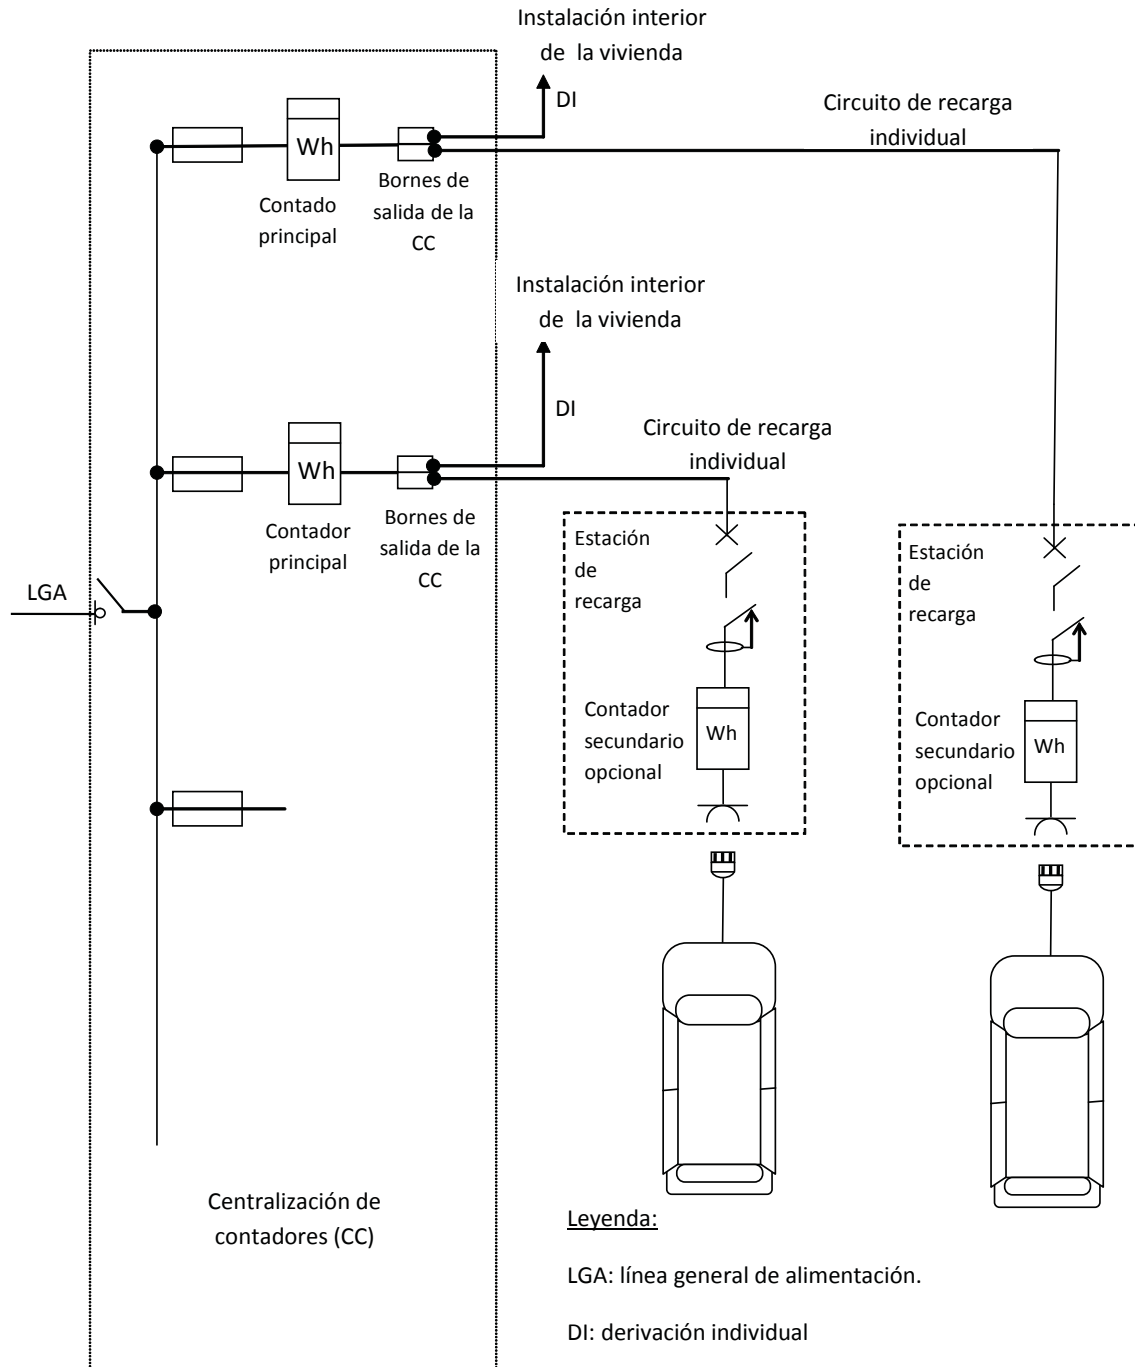 Instalación interior
de la vivienda
DI
Circuito de recarga
individual
Wh
Contado
principal
Bornes de
salida de la
CC
Instalación interior
de la vivienda
DI
Circuito de recarga
individual
Wh
Contador
principal
Bornes de
salida de la
CC
LGA
Estación
de
recarga
Contador
secundario
opcional
Wh
Estación
de
recarga
Contador
secundario
opcional
Wh
Centralización de
contadores (CC)
Leyenda:
LGA: línea general de alimentación.
DI: derivación individual